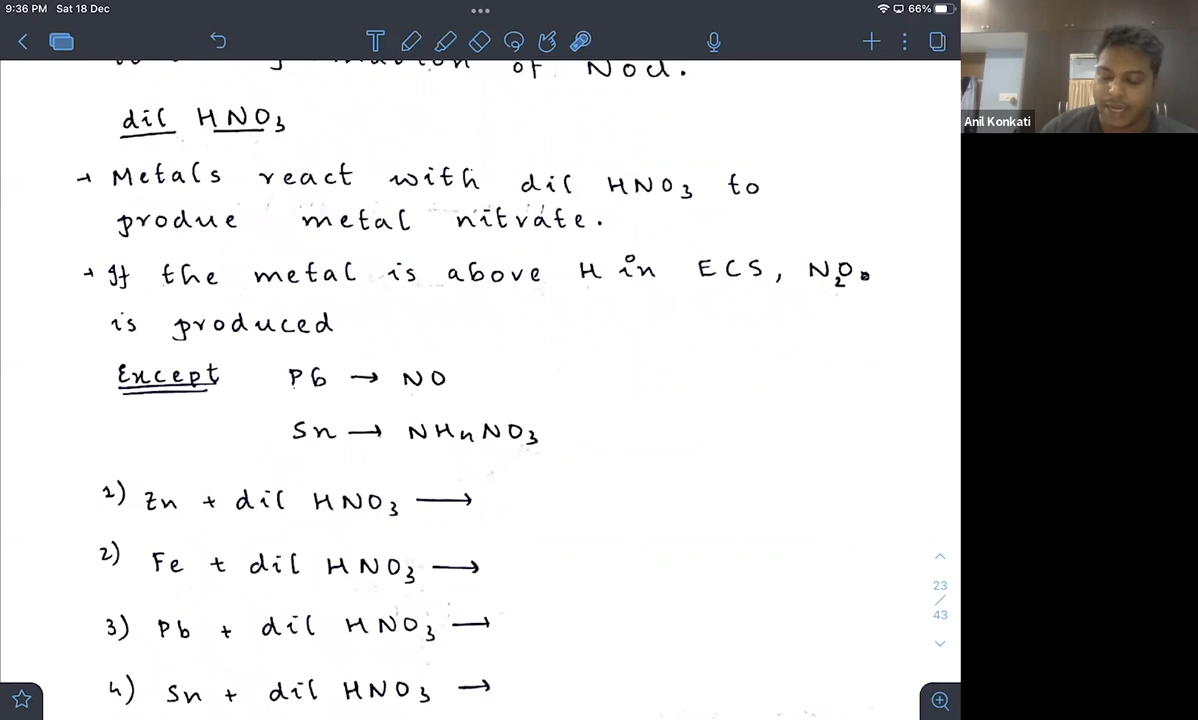 9:36 PM Sat 18 Dec
66%
of NOCl.
dil HNO3
→ Metals react with dil HNO3 to
produe metal nitrate.
→ If the metal is above H in ECS, N2O
is produced
Except Pb → NO
Sn → NH4NO3
1) Zn + dil HNO3 →
2) Fe + dil HNO3 →
3) Pb + dil HNO3 →
4) Sn + dil HNO3 →
23
/
43
Anil Konkati